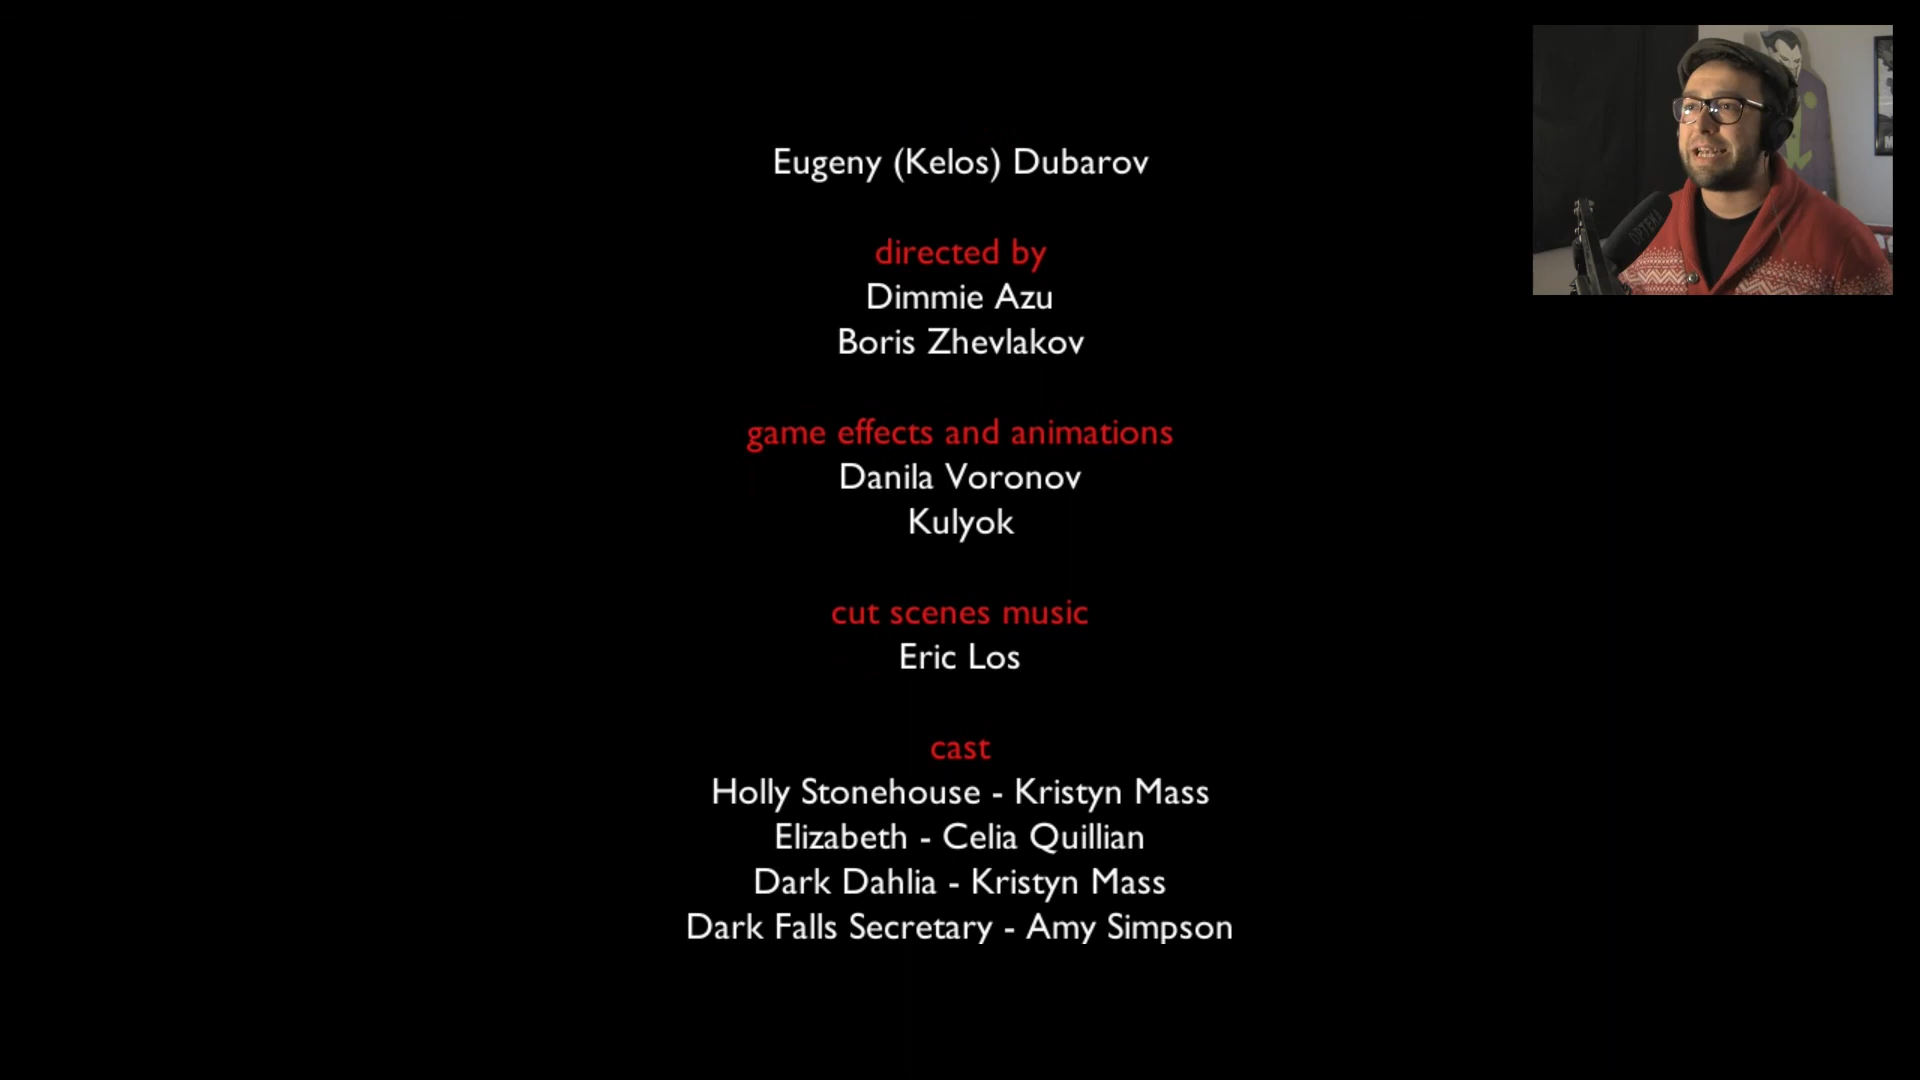 Eugeny (Kelos) Dubarov
directed by
Dimmie Azu
Boris Zhevlakov
game effects and animations
Danila Voronov
Kulyok
cut scenes music
Eric Los
cast
Holly Stonehouse - Kristyn Mass
Elizabeth - Celia Quillian
Dark Dahlia - Kristyn Mass
Dark Falls Secretary - Amy Simpson
OPTEKA